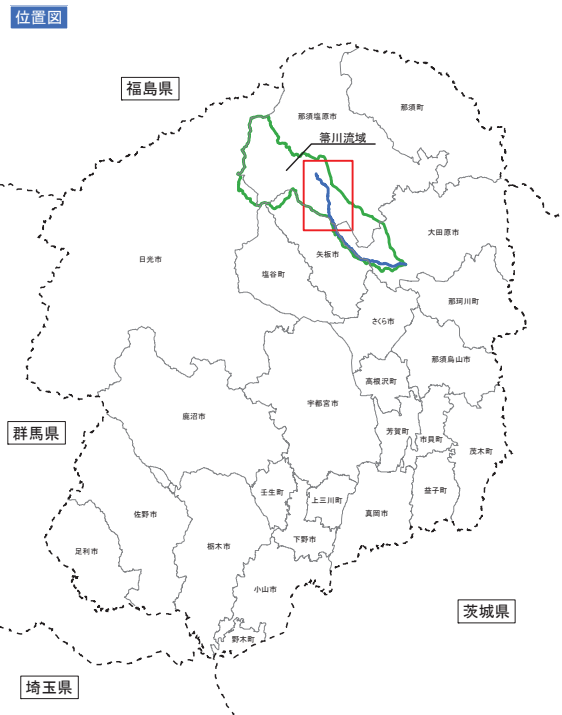 位置図
福島県
那須町
那須塩原市
箒川流域
大田原市
日光市
矢板市
塩谷町
那珂川町
さくら市
那須烏山市
高根沢町
宇都宮市
鹿沼市
芳賀町
市貝町
群馬県
茂木町
壬生町
上三川町
益子町
佐野市
真岡市
下野市
栃木市
足利市
小山市
茨城県
野木町
埼玉県